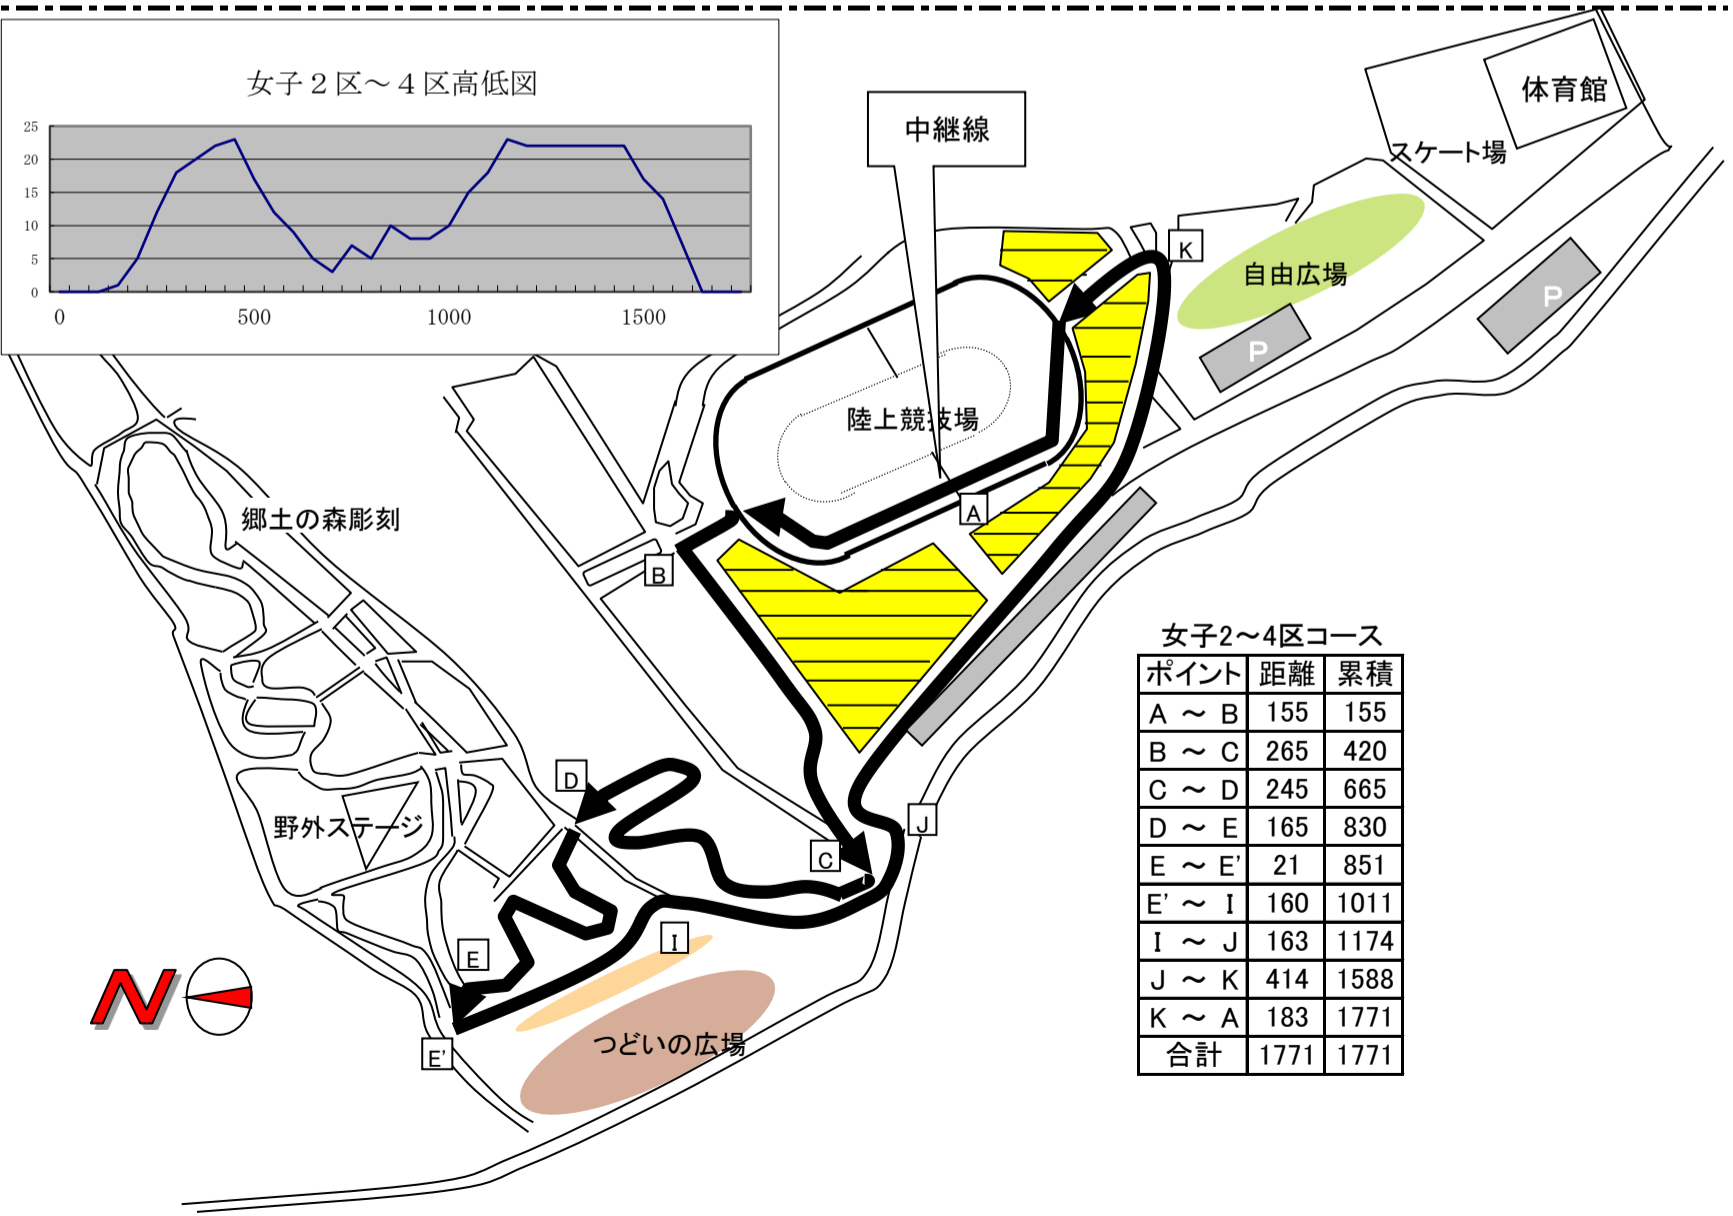 女子２区～４区高低図
25
20
15
10
5
0
0 500 1000 1500
中継線
体育館
スケート場
K
自由広場
P
P
陸上競技場
A
郷土の森彫刻
B
女子2～4区コース
ポイント 距離 累積
A ～ B 155 155
B ～ C 265 420
C ～ D 245 665
D ～ E 165 830
E ～ E' 21 851
E' ～ I 160 1011
I ～ J 163 1174
J ～ K 414 1588
K ～ A 183 1771
合計 1771 1771
D
野外ステージ
J
C
I
E
N
つどいの広場
E'